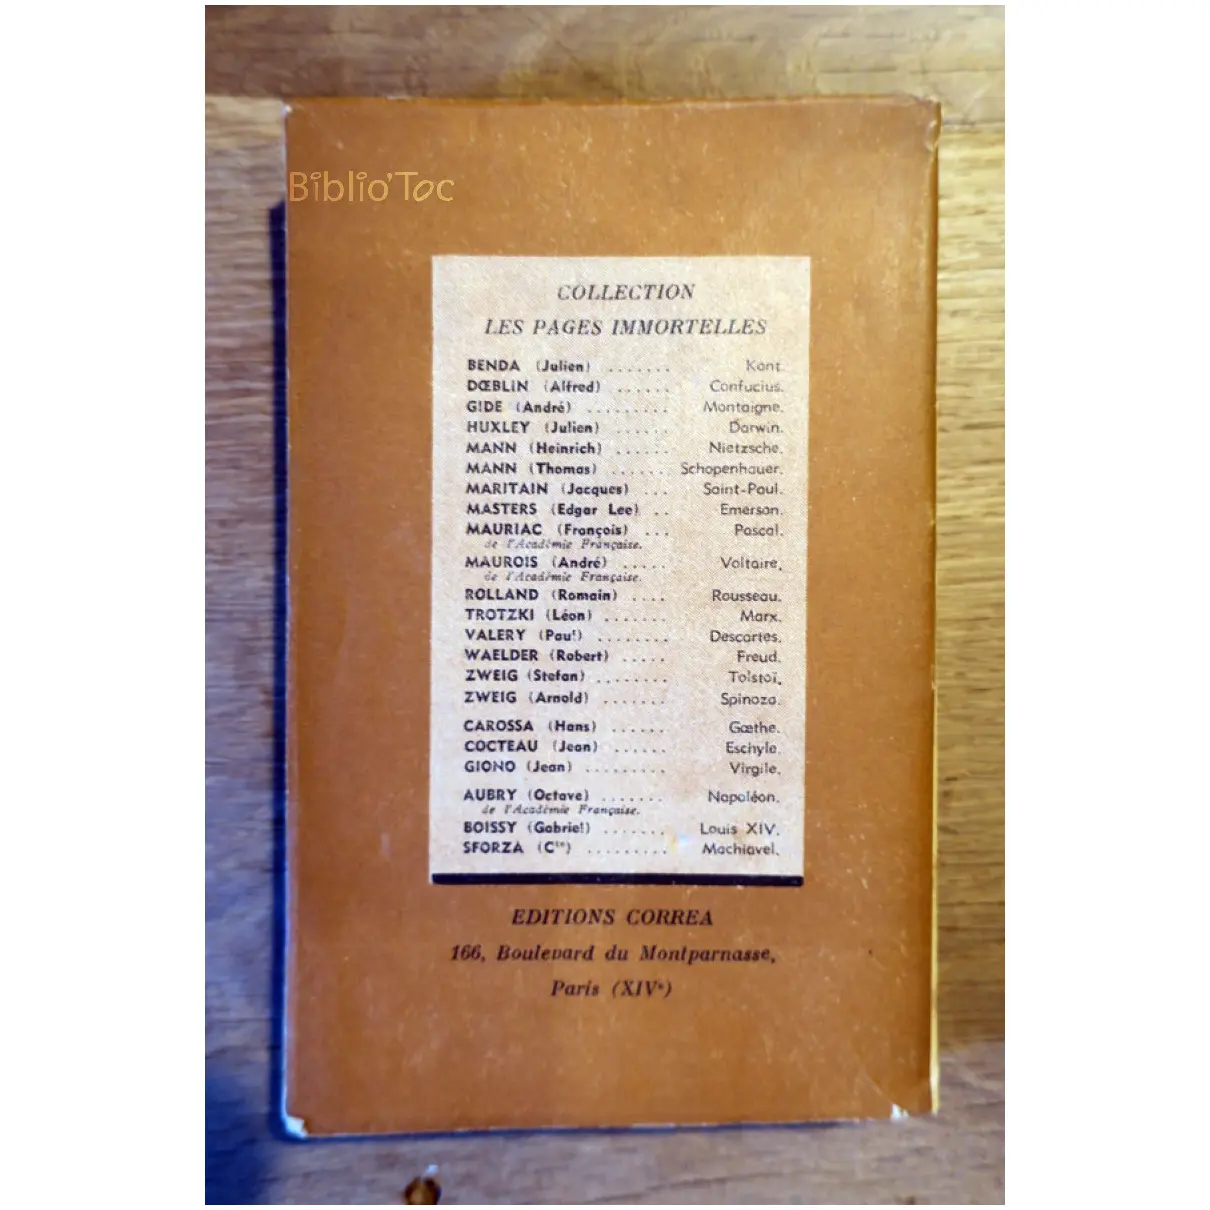 Biblio'Toc
COLLECTION
LES PAGES IMMORTELLES
BENDA (Julien) ....... Kant.
DŒBLIN (Alfred) ...... Confucius.
GIDE (André) ......... Montaigne.
HUXLEY (Julien) ...... Darwin.
MANN (Heinrich) ...... Nietzsche.
MANN (Thomas) ....... Schopenhauer.
MARITAIN (Jacques) ... Saint-Paul.
MASTERS (Edgar Lee) .. Emerson.
MAURIAC (François) ... Pascal.
de l'Académie Française.
MAUROIS (André) ..... Voltaire.
de l'Académie Française.
ROLLAND (Romain) .... Rousseau.
TROTZKI (Léon) ....... Marx.
VALERY (Paul) ........ Descartes.
WAELDER (Robert) ..... Freud.
ZWEIG (Stefan) ........ Tolstoï.
ZWEIG (Arnold) ....... Spinoza.
CAROSSA (Hans) ...... Gœthe.
COCTEAU (Jean) ...... Eschyle.
GIONO (Jean) ......... Virgile.
AUBRY (Octave) ....... Napoléon.
de l'Académie Française.
BOISSY (Gabriel) ....... Louis XIV.
SFORZA (Cte) ......... Machiavel.
EDITIONS CORREA
166, Boulevard du Montparnasse,
Paris (XIVe)